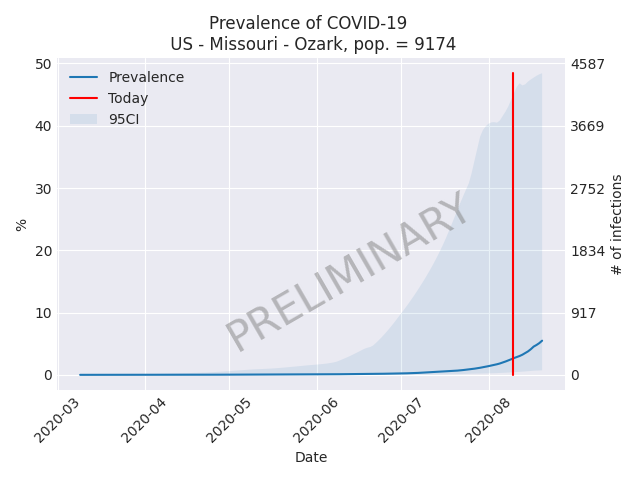 Prevalence of COVID-19
US - Missouri - Ozark, pop. = 9174
50
40
30
20
10
0
%
4587
3669
2752
1834
917
0
# of infections
Prevalence
Today
95CI
PRELIMINARY
2020-03
2020-04
2020-05
2020-06
2020-07
2020-08
Date